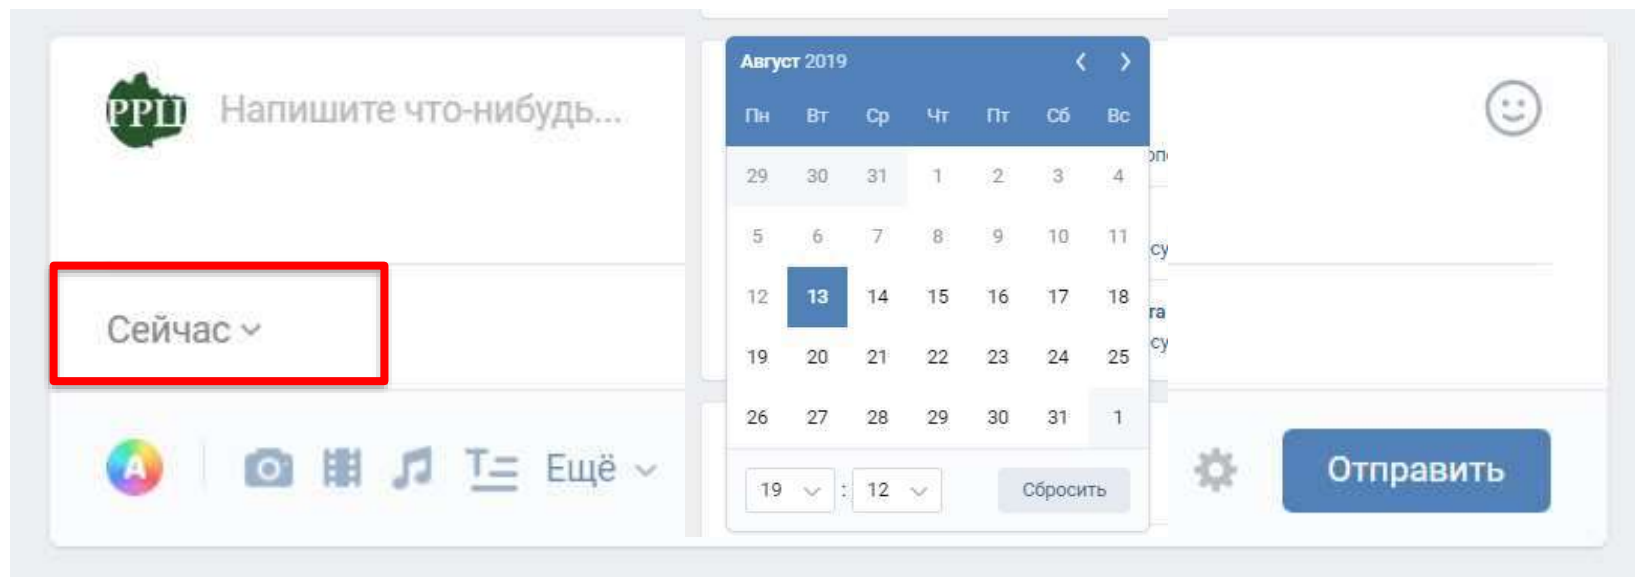 РРЦ
Напишите что-нибудь...
Сейчас
А
Т
Ещё
Август 2019
Пн Вт Ср Чт Пт Сб Вс
29 30 31 1 2 3 4
5 6 7 8 9 10 11
12 13 14 15 16 17 18
19 20 21 22 23 24 25
26 27 28 29 30 31 1
19 : 12 Сбросить
Отправить